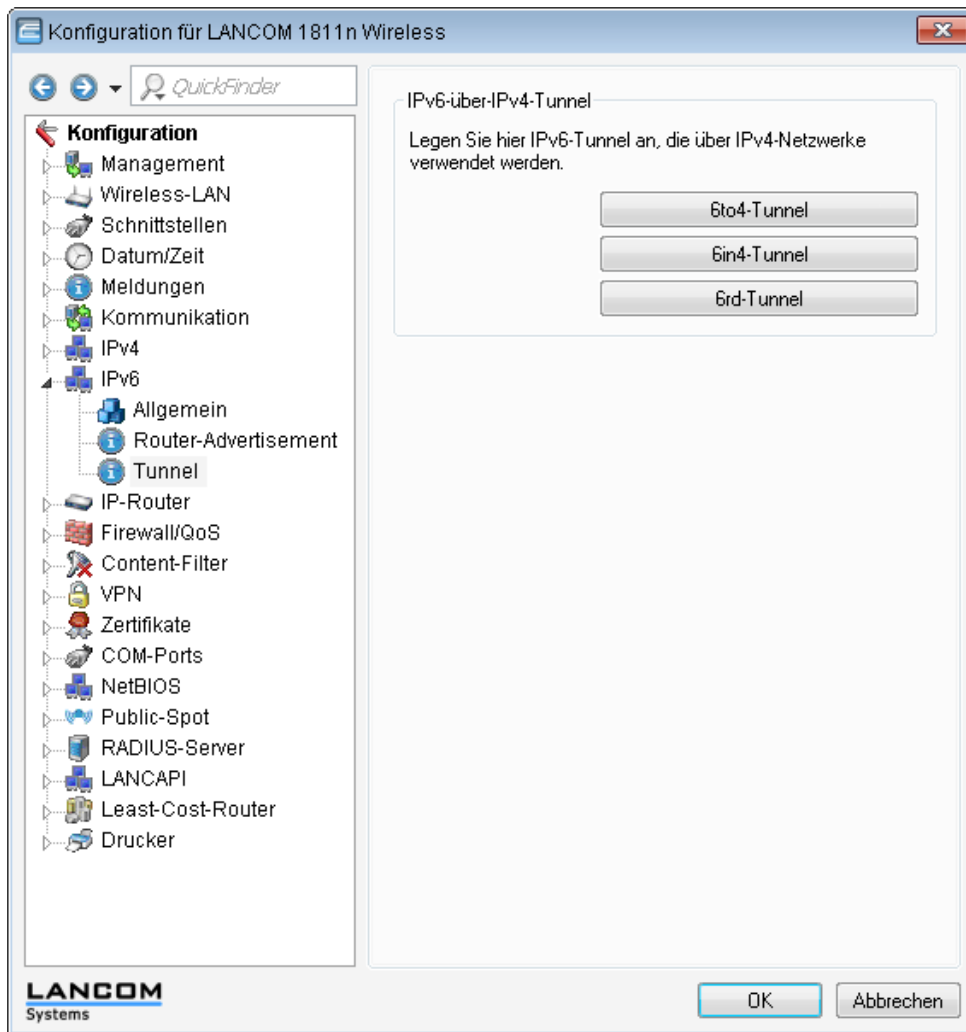 Konfiguration für LANCOM 1811n Wireless
QuickFinder
Konfiguration
Management
Wireless-LAN
Schnittstellen
Datum/Zeit
Meldungen
Kommunikation
IPv4
IPv6
Allgemein
Router-Advertisement
Tunnel
IP-Router
Firewall/QoS
Content-Filter
VPN
Zertifikate
COM-Ports
NetBIOS
Public-Spot
RADIUS-Server
LANCAPI
Least-Cost-Router
Drucker
IPv6-über-IPv4-Tunnel
Legen Sie hier IPv6-Tunnel an, die über IPv4-Netzwerke
verwendet werden.
6to4-Tunnel
6in4-Tunnel
6rd-Tunnel
LANCOM
Systems
OK
Abbrechen